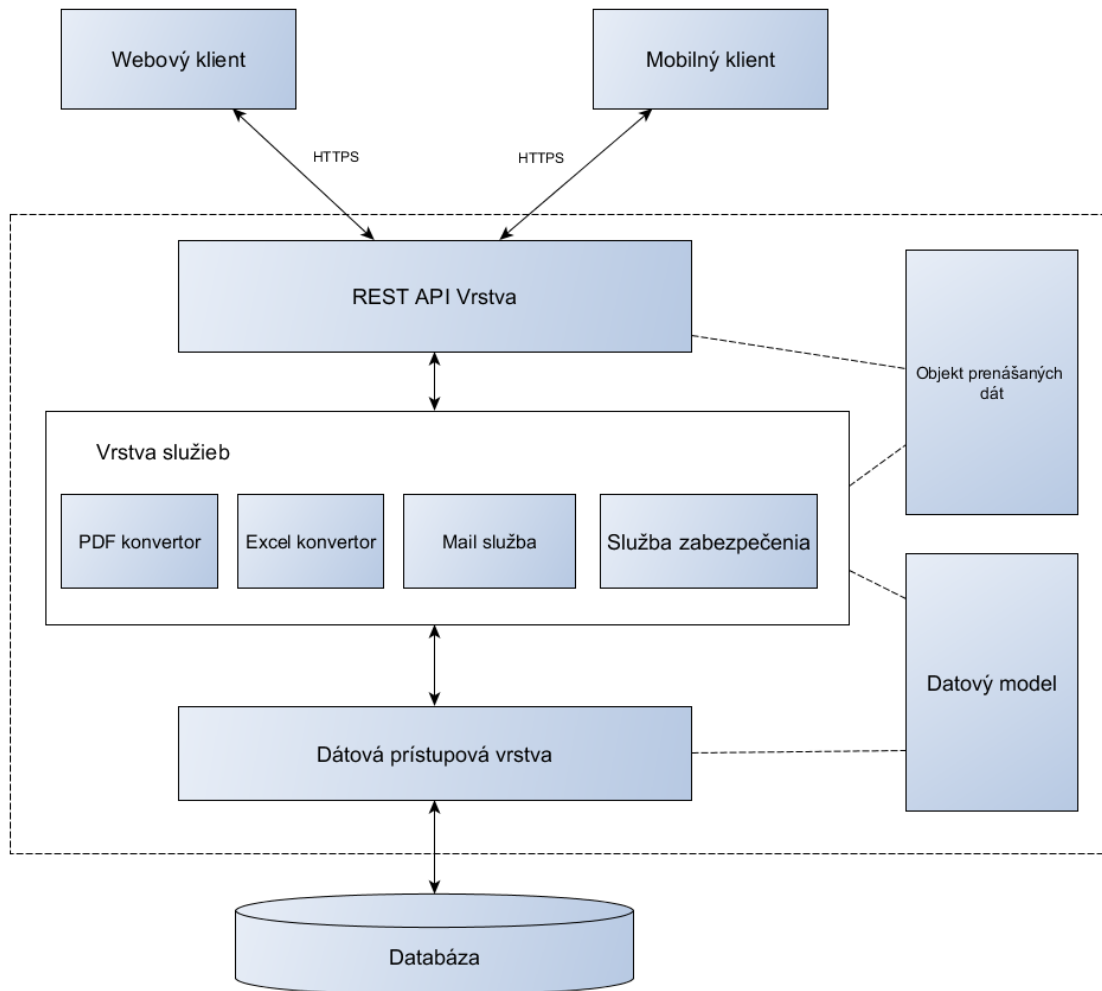 Webový klient
Mobilný klient
HTTPS
HTTPS
REST API Vrstva
Objekt prenášaných
dát
Vrstva služieb
PDF konvertor
Excel konvertor
Mail služba
Služba zabezpečenia
Datový model
Dátová prístupová vrstva
Databáza